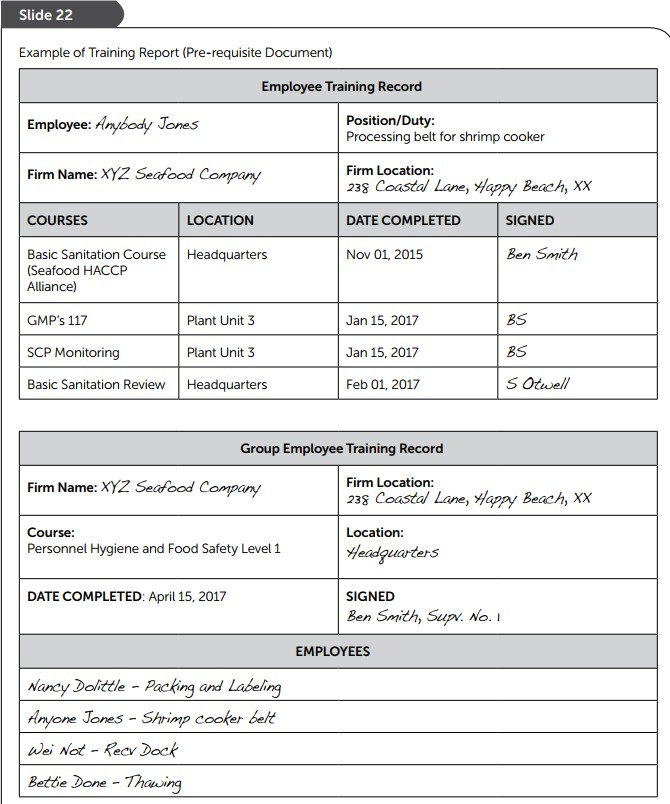 Slide 22
Example of Training Report (Pre-requisite Document)
Employee Training Record
Employee: Anybody Jones
Position/Duty:
Processing belt for shrimp cooker
Firm Name: XYZ Seafood Company
Firm Location:
238 Coastal Lane, Happy Beach, XX
COURSES LOCATION DATE COMPLETED SIGNED
Basic Sanitation Course Headquarters Nov 01, 2015 Ben Smith
(Seafood HACCP
Alliance)
GMP's 117 Plant Unit 3 Jan 15, 2017 BS
SCP Monitoring Plant Unit 3 Jan 15, 2017 BS
Basic Sanitation Review Headquarters Feb 01, 2017 S Otwell
Group Employee Training Record
Firm Name: XYZ Seafood Company
Firm Location:
238 Coastal Lane, Happy Beach, XX
Course:
Personnel Hygiene and Food Safety Level 1
Location:
Headquarters
DATE COMPLETED: April 15, 2017
SIGNED
Ben Smith, Supv. No. 1
EMPLOYEES
Nancy Dolittle - Packing and Labeling
Anyone Jones - Shrimp cooker belt
Wei Not - Recv Dock
Bettie Done - Thawing